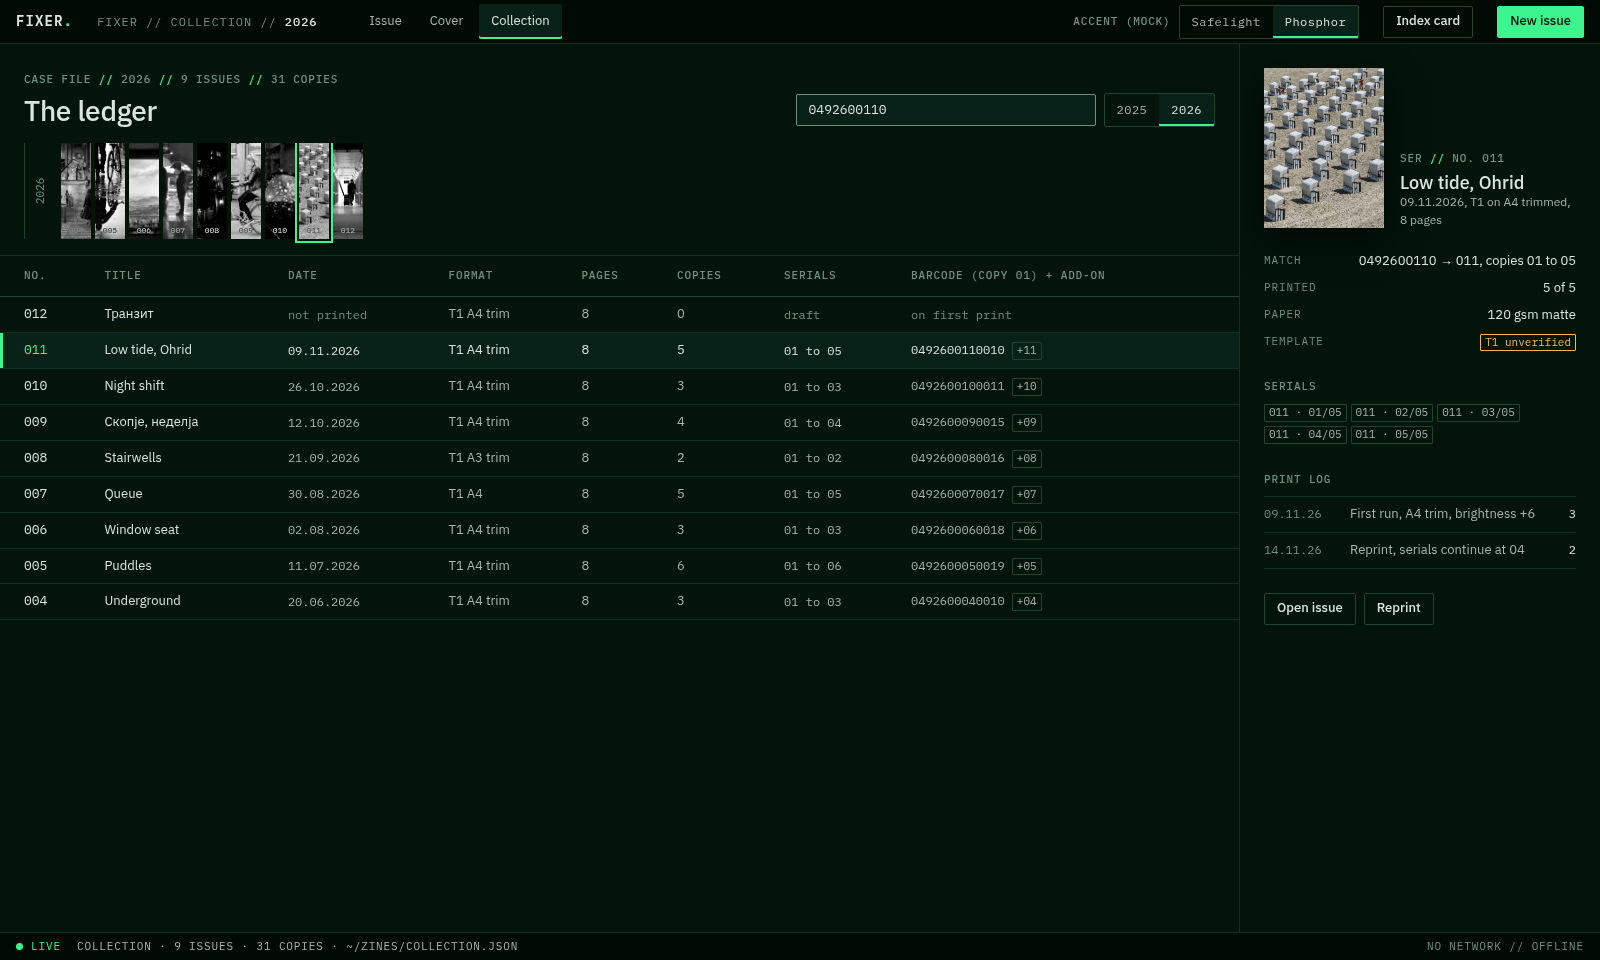 FIXER. FIXER // COLLECTION // 2026 Issue Cover Collection ACCENT (MOCK) Safelight Phosphor Index card New issue
CASE FILE // 2026 // 9 ISSUES // 31 COPIES
The ledger
0492600110 2025 2026
2026
005 006 007 008 009 010 011 012
NO. TITLE DATE FORMAT PAGES COPIES SERIALS BARCODE (COPY 01) + ADD-ON
012 Транзит not printed T1 A4 trim 8 0 draft on first print
011 Low tide, Ohrid 09.11.2026 T1 A4 trim 8 5 01 to 05 0492600110010 +11
010 Night shift 26.10.2026 T1 A4 trim 8 3 01 to 03 0492600100011 +10
009 Скопје, недела 12.10.2026 T1 A4 trim 8 4 01 to 04 0492600090015 +09
008 Stairwells 21.09.2026 T1 A3 trim 8 2 01 to 02 0492600080016 +08
007 Queue 30.08.2026 T1 A4 8 5 01 to 05 0492600070017 +07
006 Window seat 02.08.2026 T1 A4 trim 8 3 01 to 03 0492600060018 +06
005 Puddles 11.07.2026 T1 A4 trim 8 6 01 to 06 0492600050019 +05
004 Underground 20.06.2026 T1 A4 trim 8 3 01 to 03 0492600040010 +04
SER // NO. 011
Low tide, Ohrid
09.11.2026, T1 on A4 trimmed,
8 pages
MATCH 0492600110 → 011, copies 01 to 05
PRINTED 5 of 5
PAPER 120 gsm matte
TEMPLATE T1 unverified
SERIALS
011 · 01/05 011 · 02/05 011 · 03/05
011 · 04/05 011 · 05/05
PRINT LOG
09.11.26 First run, A4 trim, brightness +6 3
14.11.26 Reprint, serials continue at 04 2
Open issue Reprint
LIVE COLLECTION · 9 ISSUES · 31 COPIES · ~/ZINES/COLLECTION.JSON NO NETWORK // OFFLINE